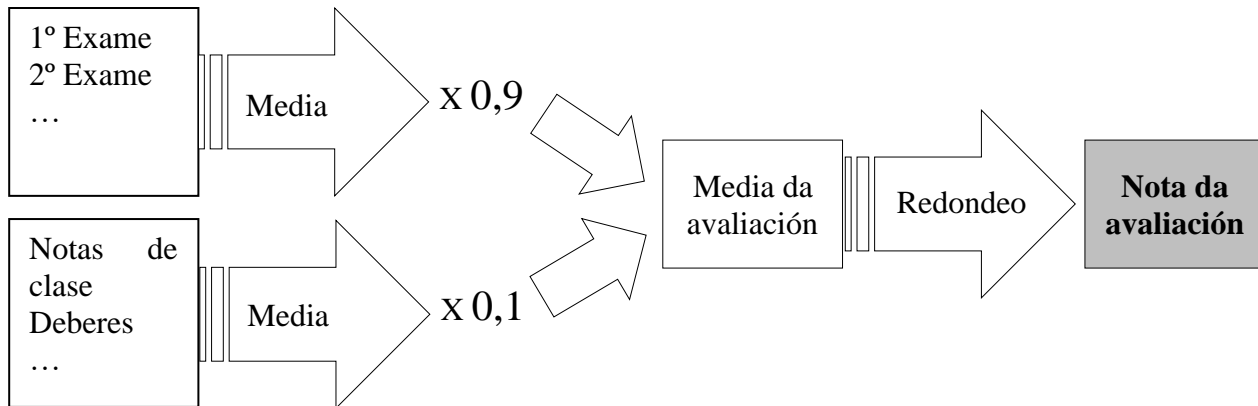 1º Exame
2º Exame
…
Media
x 0,9
Notas de
clase
Deberes
…
Media
x 0,1
Media da
avaliación
Redondeo
Nota da
avaliación